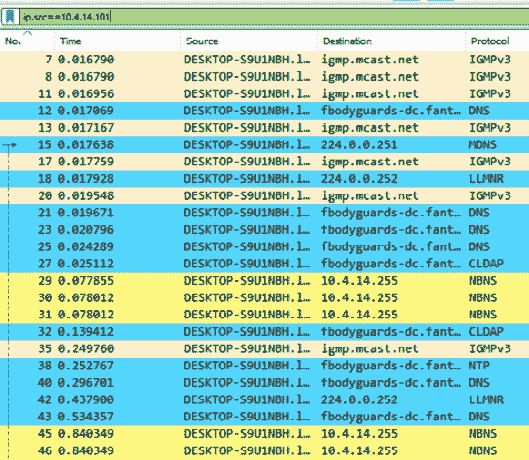 ip.src==10.4.14.101
No. Time Source Destination Protocol
7 0.016790 DESKTOP-S9U1NBH.l… igmp.mcast.net IGMPv3
8 0.016790 DESKTOP-S9U1NBH.l… igmp.mcast.net IGMPv3
11 0.016956 DESKTOP-S9U1NBH.l… igmp.mcast.net IGMPv3
12 0.017069 DESKTOP-S9U1NBH.l… fbodyguards-dc.fant… DNS
13 0.017167 DESKTOP-S9U1NBH.l… igmp.mcast.net IGMPv3
15 0.017638 DESKTOP-S9U1NBH.l… 224.0.0.251 MDNS
17 0.017759 DESKTOP-S9U1NBH.l… igmp.mcast.net IGMPv3
18 0.017928 DESKTOP-S9U1NBH.l… 224.0.0.252 LLMNR
20 0.019548 DESKTOP-S9U1NBH.l… igmp.mcast.net IGMPv3
21 0.019671 DESKTOP-S9U1NBH.l… fbodyguards-dc.fant… DNS
23 0.020796 DESKTOP-S9U1NBH.l… fbodyguards-dc.fant… DNS
25 0.024289 DESKTOP-S9U1NBH.l… fbodyguards-dc.fant… DNS
27 0.025112 DESKTOP-S9U1NBH.l… fbodyguards-dc.fant… CLDAP
29 0.077855 DESKTOP-S9U1NBH.l… 10.4.14.255 NBNS
30 0.078012 DESKTOP-S9U1NBH.l… 10.4.14.255 NBNS
31 0.078012 DESKTOP-S9U1NBH.l… 10.4.14.255 NBNS
32 0.139412 DESKTOP-S9U1NBH.l… fbodyguards-dc.fant… CLDAP
35 0.249760 DESKTOP-S9U1NBH.l… igmp.mcast.net IGMPv3
38 0.252767 DESKTOP-S9U1NBH.l… fbodyguards-dc.fant… NTP
40 0.296701 DESKTOP-S9U1NBH.l… fbodyguards-dc.fant… DNS
42 0.437900 DESKTOP-S9U1NBH.l… 224.0.0.252 LLMNR
43 0.534357 DESKTOP-S9U1NBH.l… fbodyguards-dc.fant… DNS
45 0.840349 DESKTOP-S9U1NBH.l… 10.4.14.255 NBNS
46 0.840349 DESKTOP-S9U1NBH.l… 10.4.14.255 NBNS